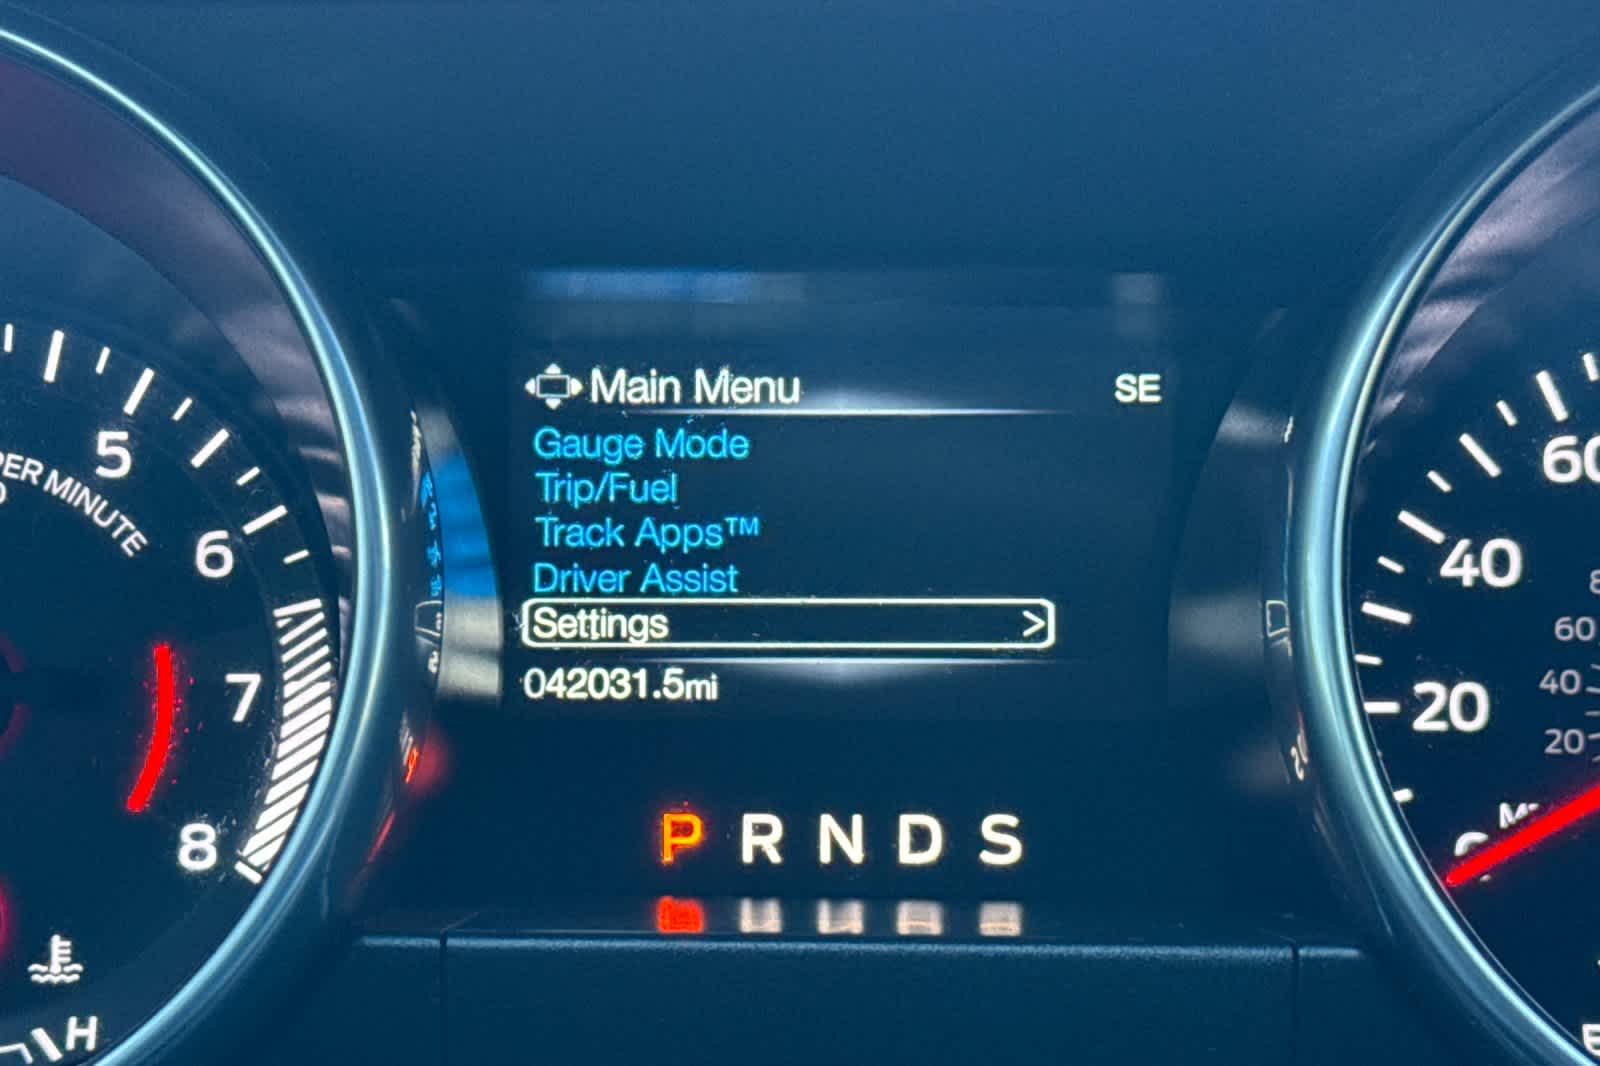 Main Menu SE
Gauge Mode
Trip/Fuel
Track Apps™
Driver Assist
Settings >
042031.5mi
P R N D S
5
PER MINUTE
6
7
8
H
60
40
20
60
40
20